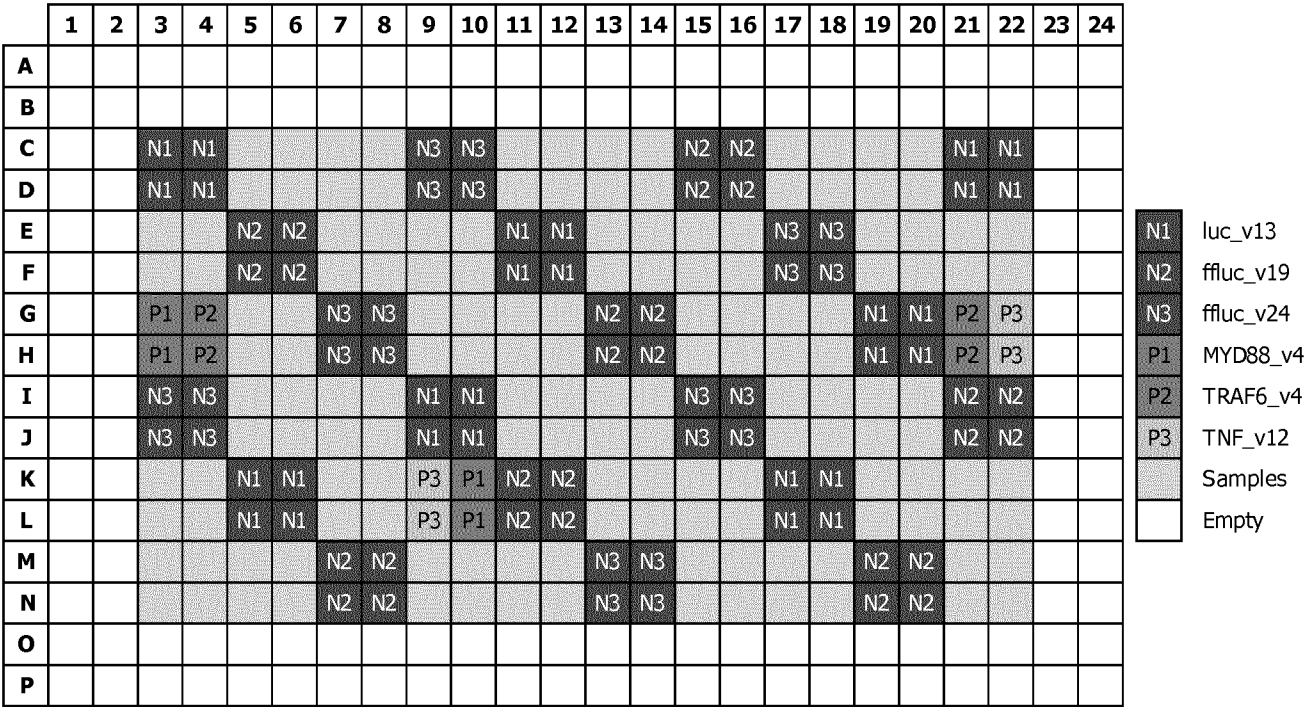 1 2 3 4 5 6 7 8 9 10 11 12 13 14 15 16 17 18 19 20 21 22 23 24
A
B
C N1 N1 N3 N3 N2 N2 N1 N1
D N1 N1 N3 N3 N2 N2 N1 N1
E N2 N2 N1 N1 N3 N3
F N2 N2 N1 N1 N3 N3
G P1 P2 N3 N3 N2 N2 N1 N1 P2 P3
H P1 P2 N3 N3 N2 N2 N1 N1 P2 P3
I N3 N3 N1 N1 N3 N3 N2 N2
J N3 N3 N1 N1 N3 N3 N2 N2
K N1 N1 P3 P1 N2 N2 N1 N1
L N1 N1 P3 P1 N2 N2 N1 N1
M N2 N2 N3 N3 N2 N2
N N2 N2 N3 N3 N2 N2
O
P
N1 luc_v13
N2 ffluc_v19
N3 ffluc_v24
P1 MYD88_v4
P2 TRAF6_v4
P3 TNF_v12
Samples
Empty